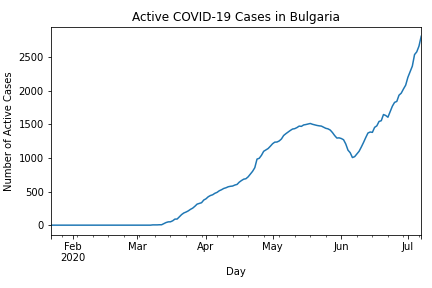 Active COVID-19 Cases in Bulgaria
Number of Active Cases
2500
2000
1500
1000
500
0
Feb
2020
Mar
Apr
May
Jun
Jul
Day